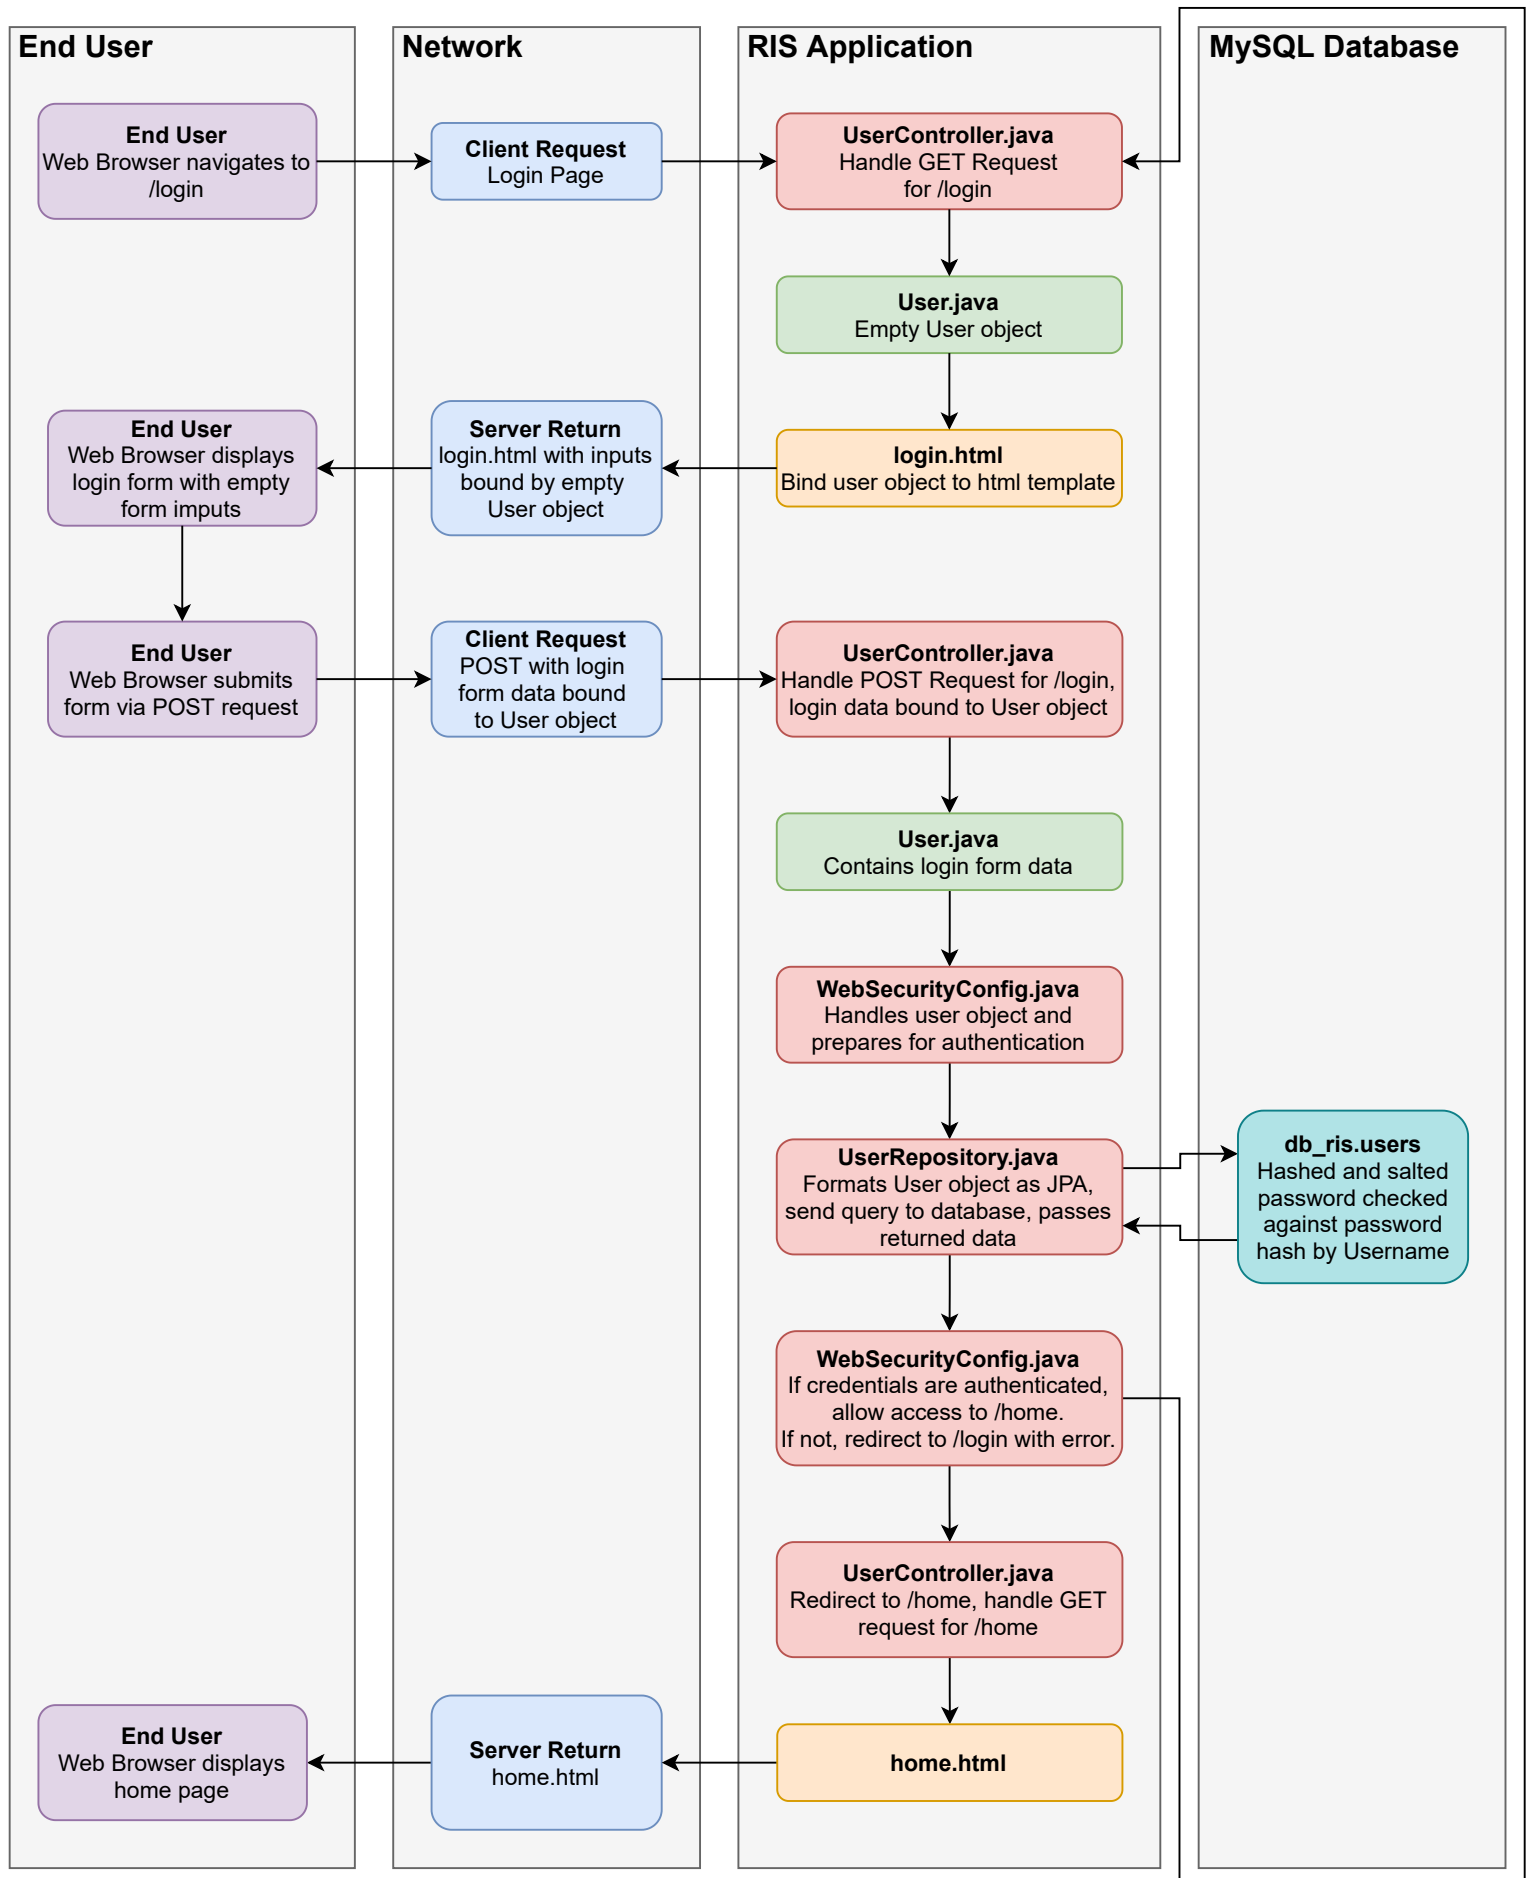 End User
Network
RIS Application
MySQL Database
End User
Web Browser navigates to
/login
Client Request
Login Page
UserController.java
Handle GET Request
for /login
User.java
Empty User object
End User
Web Browser displays
login form with empty
form imputs
Server Return
login.html with inputs
bound by empty
User object
login.html
Bind user object to html template
End User
Web Browser submits
form via POST request
Client Request
POST with login
form data bound
to User object
UserController.java
Handle POST Request for /login,
login data bound to User object
User.java
Contains login form data
WebSecurityConfig.java
Handles user object and
prepares for authentication
UserRepository.java
Formats User object as JPA,
send query to database, passes
returned data
db_ris.users
Hashed and salted
password checked
against password
hash by Username
WebSecurityConfig.java
If credentials are authenticated,
allow access to /home.
If not, redirect to /login with error.
UserController.java
Redirect to /home, handle GET
request for /home
End User
Web Browser displays
home page
Server Return
home.html
home.html